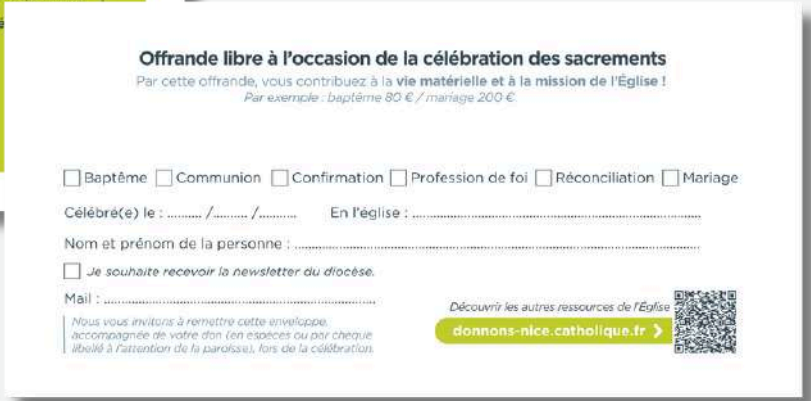 Offrande libre à l'occasion de la célébration des sacrements
Par cette offrande, vous contribuez à la vie matérielle et à la mission de l'Église !
Par exemple : baptême 80 € / mariage 200 €.
Baptême Communion Confirmation Profession de foi Réconciliation Mariage
Célébré(e) le : .......... /.......... /........... En l'église : ...........................................................................
Nom et prénom de la personne : ...........................................................................................................
Je souhaite recevoir la newsletter du diocèse.
Mail : ........................................................................
Nous vous invitons à remettre cette enveloppe,
accompagnée de votre don (en espèces ou par chèque
libellé à l'attention de la paroisse), lors de la célébration.
Découvrir les autres ressources de l'Église
donnons-nice.catholique.fr